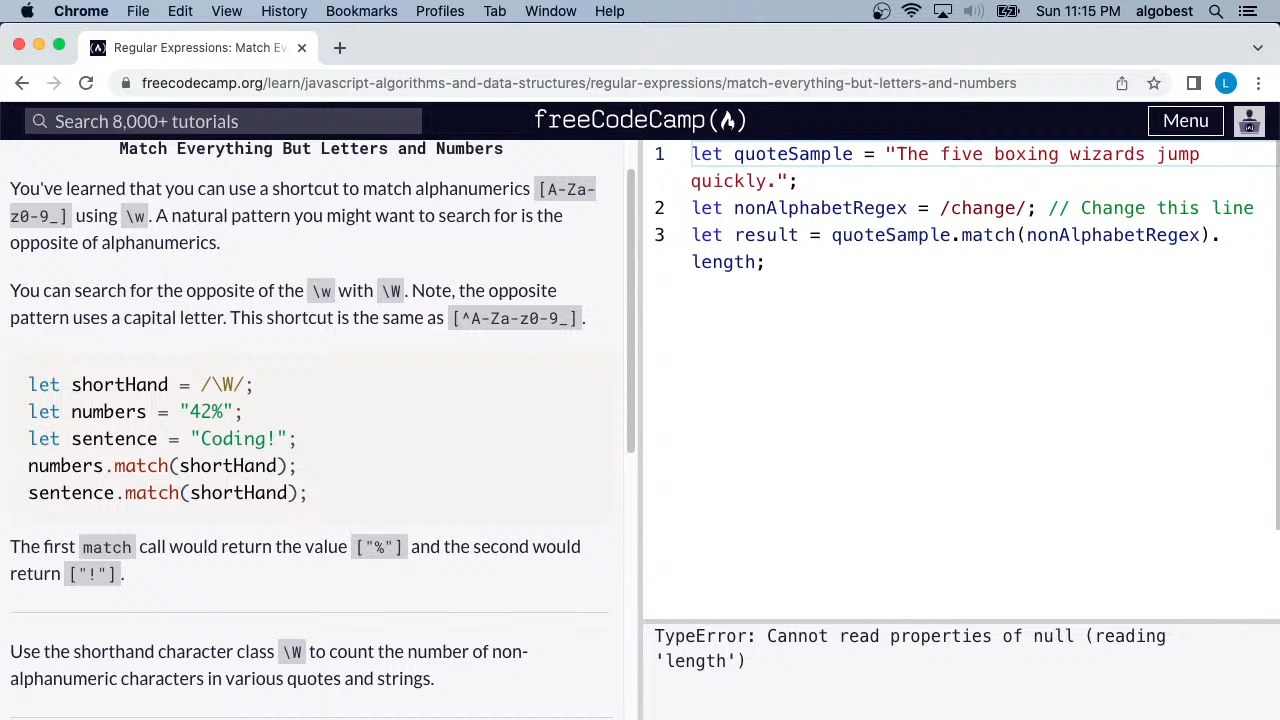 Chrome File Edit View History Bookmarks Profiles Tab Window Help Sun 11:15 PM algobest
Regular Expressions: Match Ev
freecodecamp.org/learn/javascript-algorithms-and-data-structures/regular-expressions/match-everything-but-letters-and-numbers L
Search 8,000+ tutorials freeCodeCamp Menu
Match Everything But Letters and Numbers
You've learned that you can use a shortcut to match alphanumerics [A-Za-
z0-9_] using \w. A natural pattern you might want to search for is the
opposite of alphanumerics.
You can search for the opposite of the \w with \W. Note, the opposite
pattern uses a capital letter. This shortcut is the same as [^A-Za-z0-9_].
let shortHand = /\W/;
let numbers = "42%";
let sentence = "Coding!";
numbers.match(shortHand);
sentence.match(shortHand);
The first match call would return the value ["%"] and the second would
return ["!"].
Use the shorthand character class \W to count the number of non-
alphanumeric characters in various quotes and strings.
1 let quoteSample = "The five boxing wizards jump
quickly.";
2 let nonAlphabetRegex = /change/; // Change this line
3 let result = quoteSample.match(nonAlphabetRegex).
length;
TypeError: Cannot read properties of null (reading
'length')